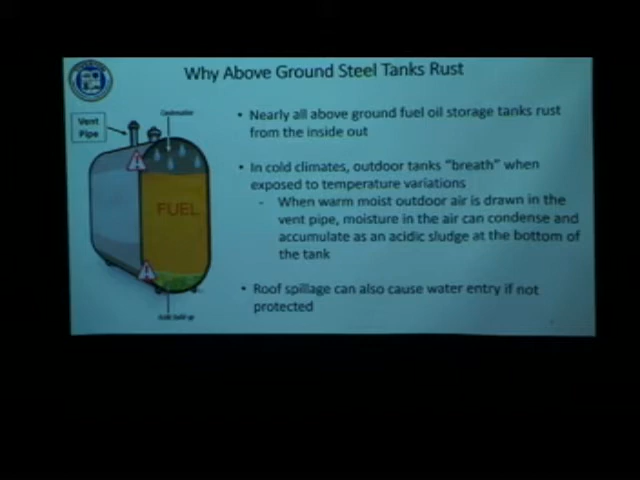 Why Above Ground Steel Tanks Rust
Vent
Pipe
Condensation
FUEL
• Nearly all above ground fuel oil storage tanks rust
from the inside out
• In cold climates, outdoor tanks "breath" when
exposed to temperature variations
- When warm moist outdoor air is drawn in the
vent pipe, moisture in the air can condense and
accumulate as an acidic sludge at the bottom of
the tank
• Roof spillage can also cause water entry if not
protected